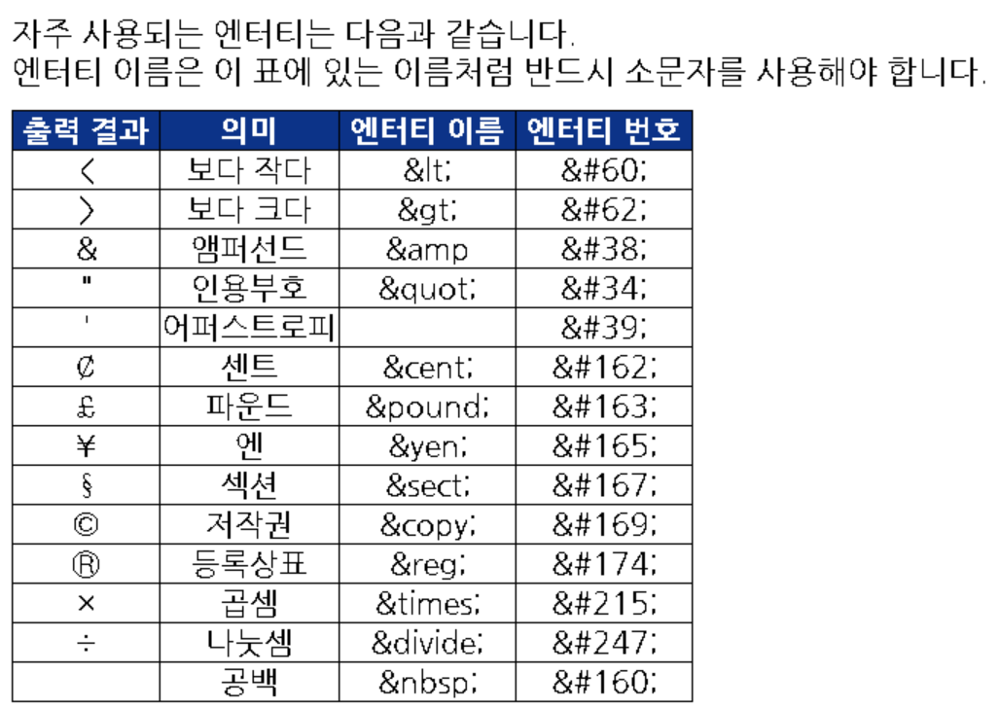 자주 사용되는 엔터티는 다음과 같습니다.
엔터티 이름은 이 표에 있는 이름처럼 반드시 소문자를 사용해야 합니다.
출력 결과 의미 엔터티 이름 엔터티 번호
< 보다 작다 &lt; &#60;
> 보다 크다 &gt; &#62;
& 앰퍼선드 &amp &#38;
" 인용부호 &quot; &#34;
' 어퍼스트로피 &#39;
₡ 센트 &cent; &#162;
£ 파운드 &pound; &#163;
¥ 엔 &yen; &#165;
§ 섹션 &sect; &#167;
© 저작권 &copy; &#169;
® 등록상표 &reg; &#174;
× 곱셈 &times; &#215;
÷ 나눗셈 &divide; &#247;
공백 &nbsp; &#160;